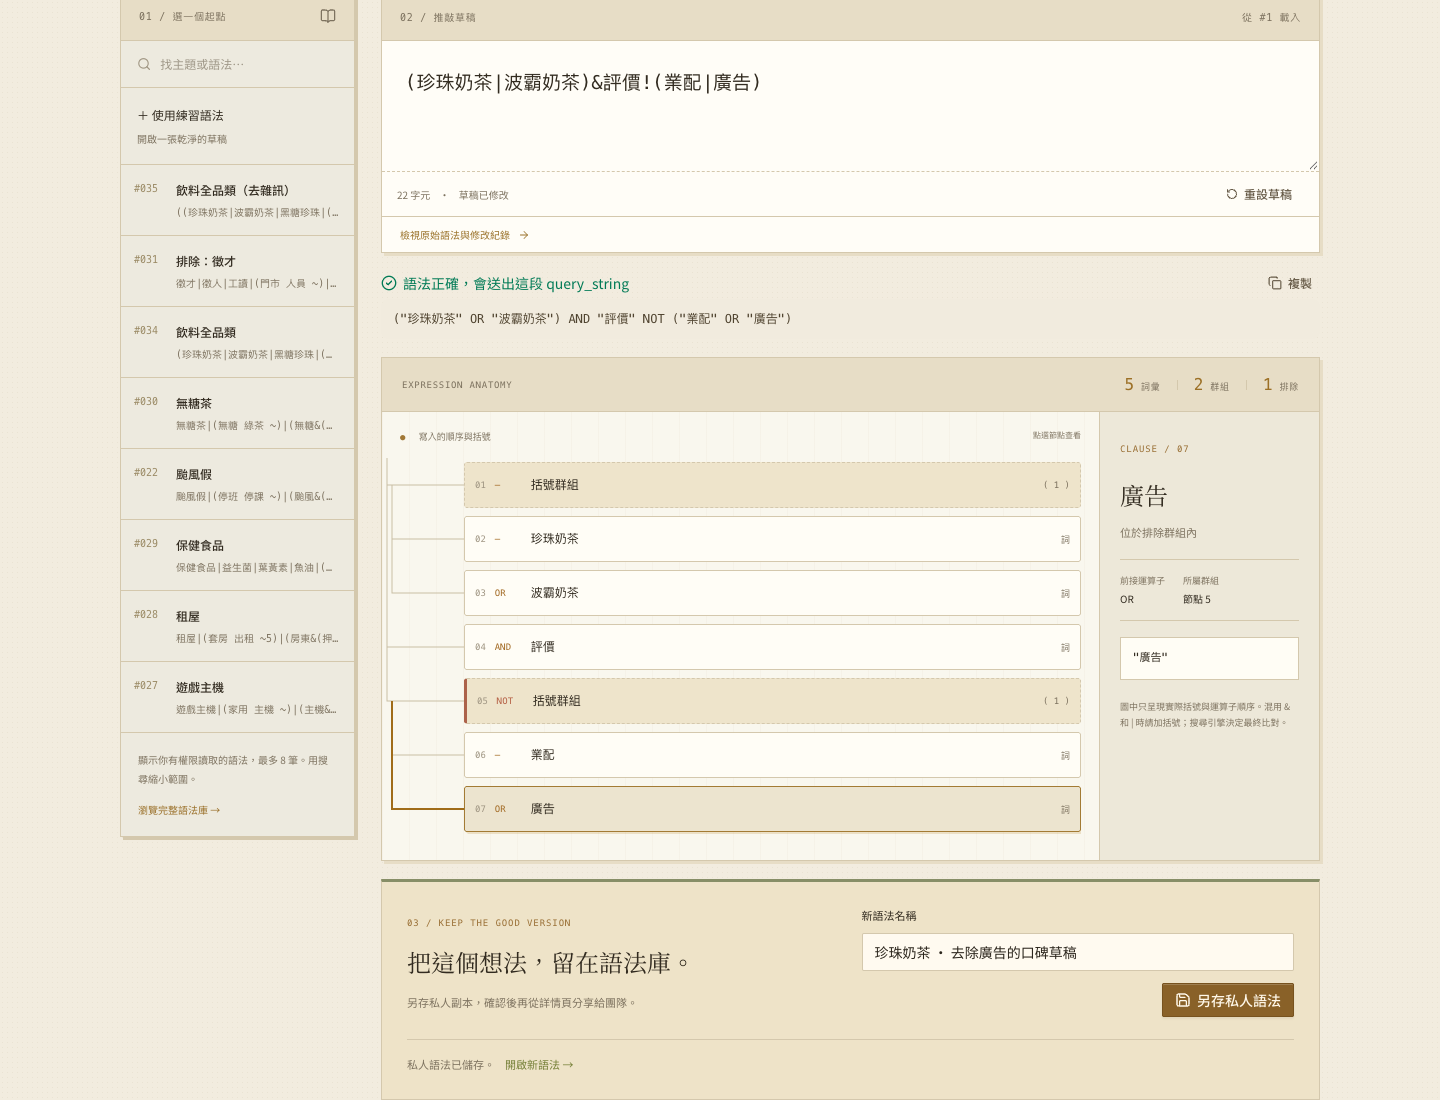 01 / 選一個起點
找主題或語法…
＋ 使用練習語法
開啟一張乾淨的草稿
#035 飲料全品類（去雜訊）
((珍珠奶茶|波霸奶茶|黑糖珍珠|(…
#031 排除：徵才
徵才|徵人|工讀|(門市 人員 ~)|…
#034 飲料全品類
(珍珠奶茶|波霸奶茶|黑糖珍珠|(…
#030 無糖茶
無糖茶|(無糖 綠茶 ~)|(無糖&(…
#022 颱風假
颱風假|(停班 停課 ~)|(颱風&(…
#029 保健食品
保健食品|益生菌|葉黃素|魚油|(…
#028 租屋
租屋|(套房 出租 ~5)|(房東&(押…
#027 遊戲主機
遊戲主機|(家用 主機 ~)|(主機&…
顯示你有權限讀取的語法，最多 8 筆。用搜
尋縮小範圍。
瀏覽完整語法庫 →
02 / 推敲草稿
從 #1 載入
(珍珠奶茶|波霸奶茶)&評價!(業配|廣告)
22 字元 · 草稿已修改
重設草稿
檢視原始語法與修改紀錄 →
語法正確，會送出這段 query_string
複製
("珍珠奶茶" OR "波霸奶茶") AND "評價" NOT ("業配" OR "廣告")
EXPRESSION ANATOMY
5 詞彙
2 群組
1 排除
寫入的順序與括號
點選節點查看
01 — 括號群組 ( 1 )
02 — 珍珠奶茶 詞
03 OR 波霸奶茶 詞
04 AND 評價 詞
05 NOT 括號群組 ( 1 )
06 — 業配 詞
07 OR 廣告 詞
CLAUSE / 07
廣告
位於排除群組內
前接運算子 所屬群組
OR 節點 5
"廣告"
圖中只呈現實際括號與運算子順序。混用 &
和 | 時請加括號；搜尋引擎決定最終比對。
03 / KEEP THE GOOD VERSION
把這個想法，留在語法庫。
另存私人副本，確認後再從詳情頁分享給團隊。
新語法名稱
珍珠奶茶 · 去除廣告的口碑草稿
另存私人語法
私人語法已儲存。 開啟新語法 →